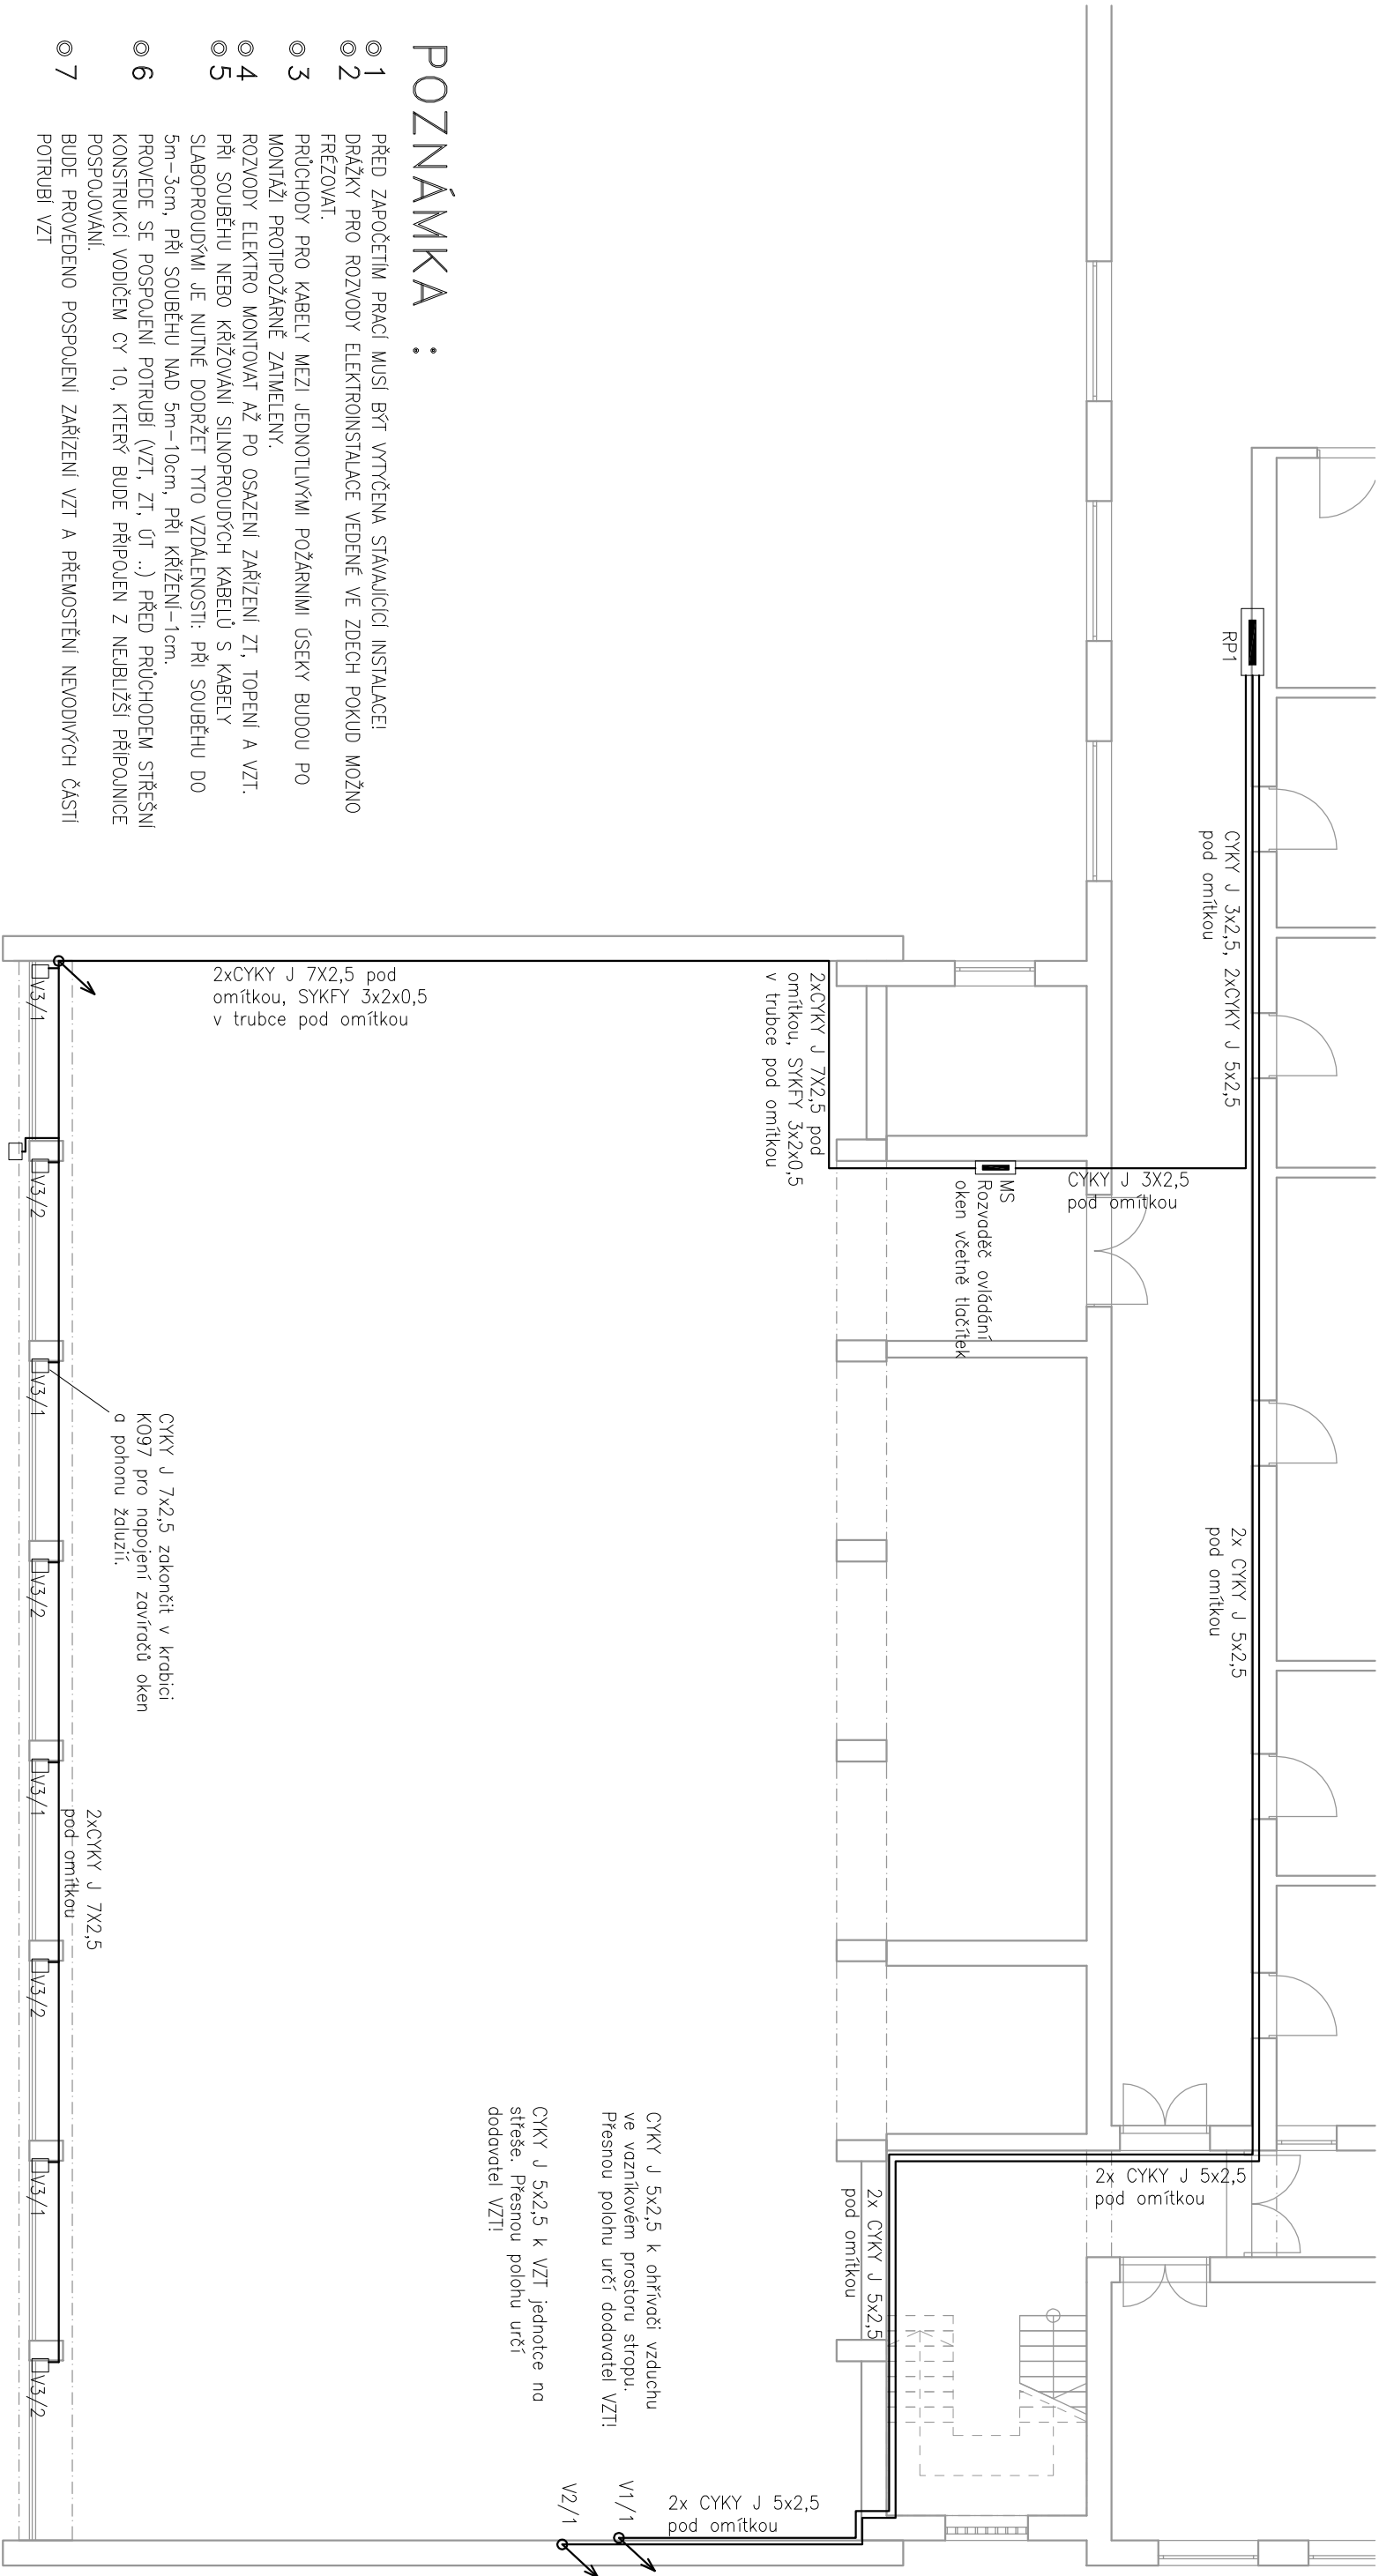 POZNÁMKA :
1 PŘED ZAPOČETÍM PRACÍ MUSÍ BÝT VYTYČENA STÁVAJÍCÍCÍ INSTALACE!
2 DRÁŽKY PRO ROZVODY ELEKTROINSTALACE VEDENÉ VE ZDECH POKUD MOŽNO
FRÉZOVAT.
3 PRŮCHODY PRO KABELY MEZI JEDNOTLIVÝMI POŽÁRNÍMI ÚSEKY BUDOU PO
MONTÁŽI PROTIPOŽÁRNĚ ZATMELENY.
4 ROZVODY ELEKTRO MONTOVAT AŽ PO OSAZENÍ ZAŘÍZENÍ ZT, TOPENÍ A VZT.
5 PŘI SOUBĚHU NEBO KŘIŽOVÁNÍ SILNOPROUDÝCH KABELŮ S KABELY
SLABOPROUDÝMI JE NUTNÉ DODRŽET TYTO VZDÁLENOSTI: PŘI SOUBĚHU DO
5m-3cm, PŘI SOUBĚHU NAD 5m-10cm, PŘI KŘÍŽENÍ-1cm.
6 PROVEDE SE POSPOJENÍ POTRUBÍ (VZT, ZT, ÚT ..) PŘED PRŮCHODEM STŘEŠNÍ
KONSTRUKCÍ VODIČEM CY 10, KTERÝ BUDE PŘIPOJEN Z NEJBLIŽŠÍ PŘÍPOJNICE
POSPOJOVÁNÍ.
7 BUDE PROVEDENO POSPOJENÍ ZAŘÍZENÍ VZT A PŘEMOSTĚNÍ NEVODIVÝCH ČÁSTÍ
POTRUBÍ VZT
RP1
CYKY J 3x2,5, 2xCYKY J 5x2,5
pod omítkou
2x CYKY J 5x2,5
pod omítkou
CYKY J 3X2,5
pod omítkou
MS
Rozvaděč ovládání
oken včetně tlačítek
2xCYKY J 7X2,5 pod
omítkou, SYKFY 3x2x0,5
v trubce pod omítkou
2xCYKY J 7X2,5 pod
omítkou, SYKFY 3x2x0,5
v trubce pod omítkou
2x CYKY J 5x2,5
pod omítkou
2x CYKY J 5x2,5
pod omítkou
CYKY J 5x2,5 k ohřívači vzduchu
ve vazníkovém prostoru stropu.
Přesnou polohu určí dodavatel VZT!
CYKY J 5x2,5 k VZT jednotce na
střeše. Přesnou polohu určí
dodavatel VZT!
2x CYKY J 5x2,5
pod omítkou
V1/1
V2/1
CYKY J 7x2,5 zakončit v krabici
KO97 pro napojení zavíračů oken
a pohonu žaluzií.
2xCYKY J 7X2,5
pod omítkou
V3/1
V3/2
V3/1
V3/2
V3/1
V3/2
V3/1
V3/2